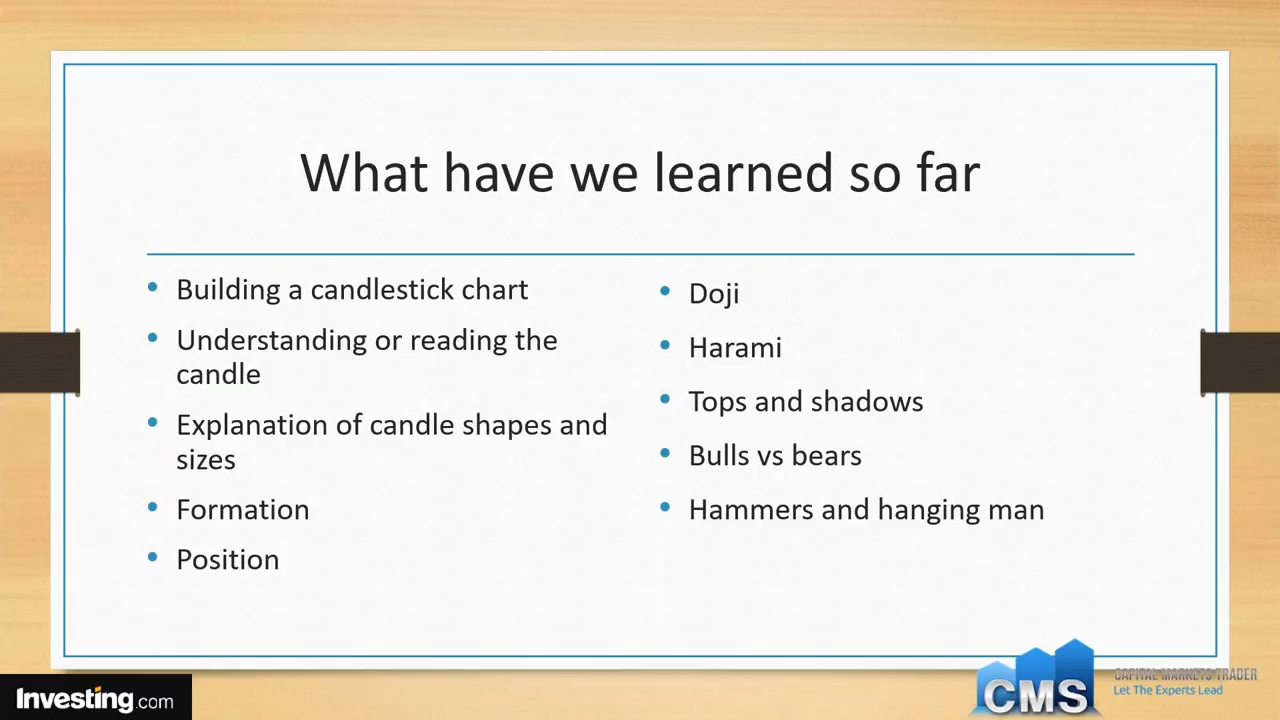 What have we learned so far
• Building a candlestick chart
• Understanding or reading the
candle
• Explanation of candle shapes and
sizes
• Formation
• Position
• Doji
• Harami
• Tops and shadows
• Bulls vs bears
• Hammers and hanging man
Investing.com
CMS
CAPITAL MARKETS TRADER
Let The Experts Lead